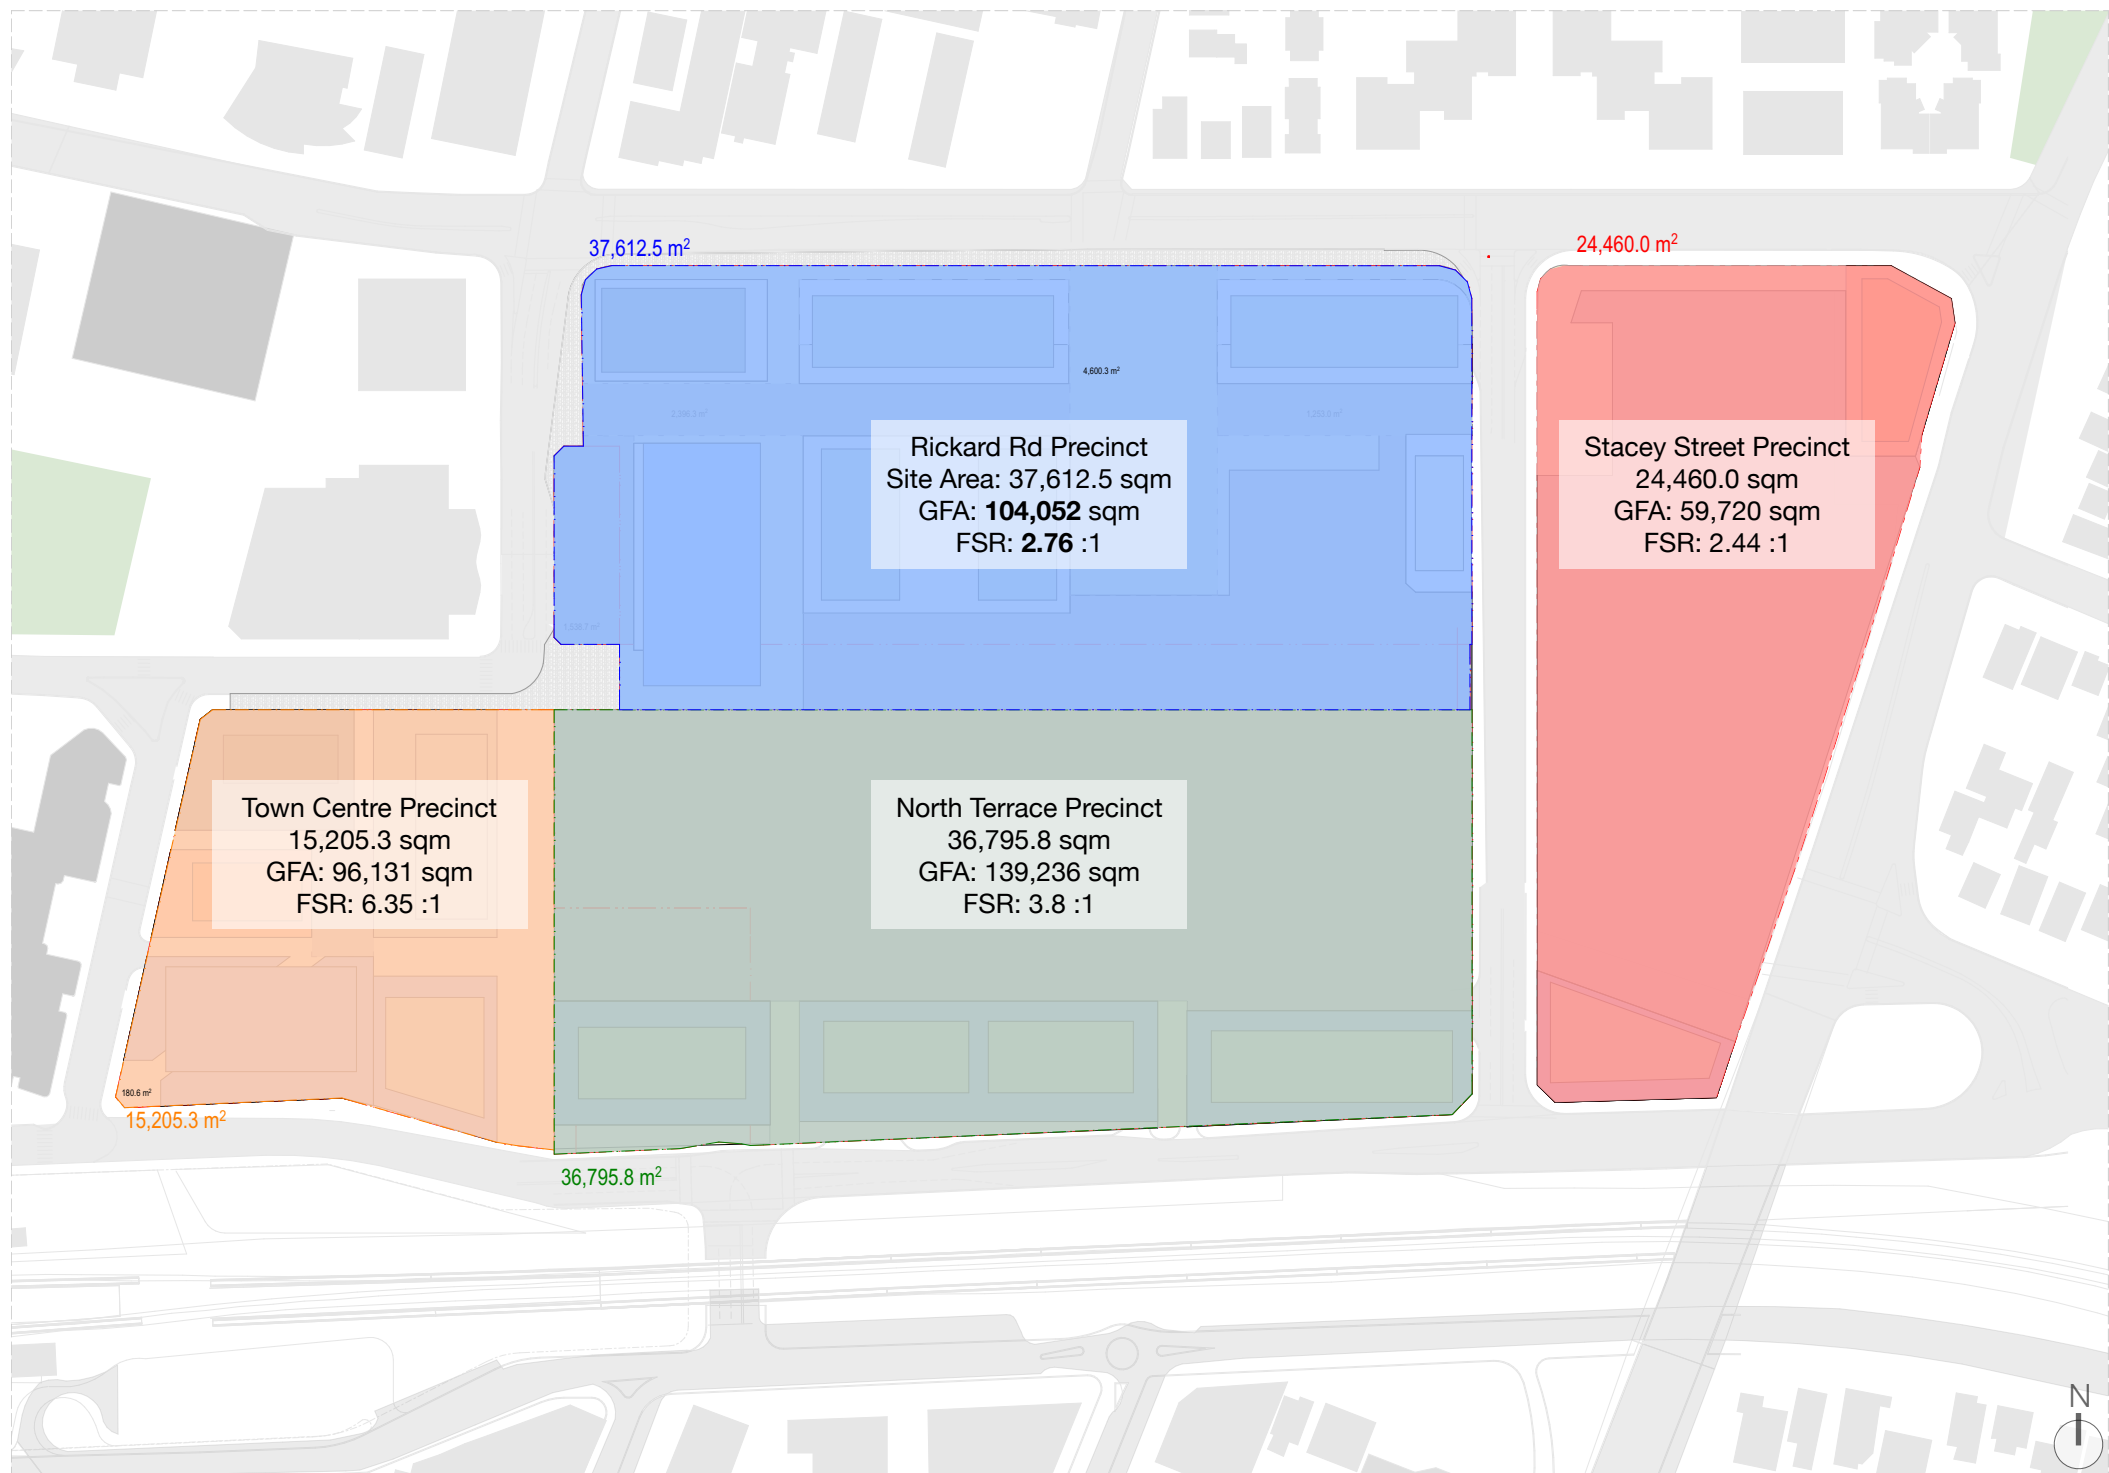 37,612.5 m²
24,460.0 m²
4,600.3 m²
2,396.3 m²
Rickard Rd Precinct
Site Area: 37,612.5 sqm
GFA: 104,052 sqm
FSR: 2.76 :1
Stacey Street Precinct
24,460.0 sqm
GFA: 59,720 sqm
FSR: 2.44 :1
Town Centre Precinct
15,205.3 sqm
GFA: 96,131 sqm
FSR: 6.35 :1
North Terrace Precinct
36,795.8 sqm
GFA: 139,236 sqm
FSR: 3.8 :1
180.6 m²
15,205.3 m²
36,795.8 m²
N